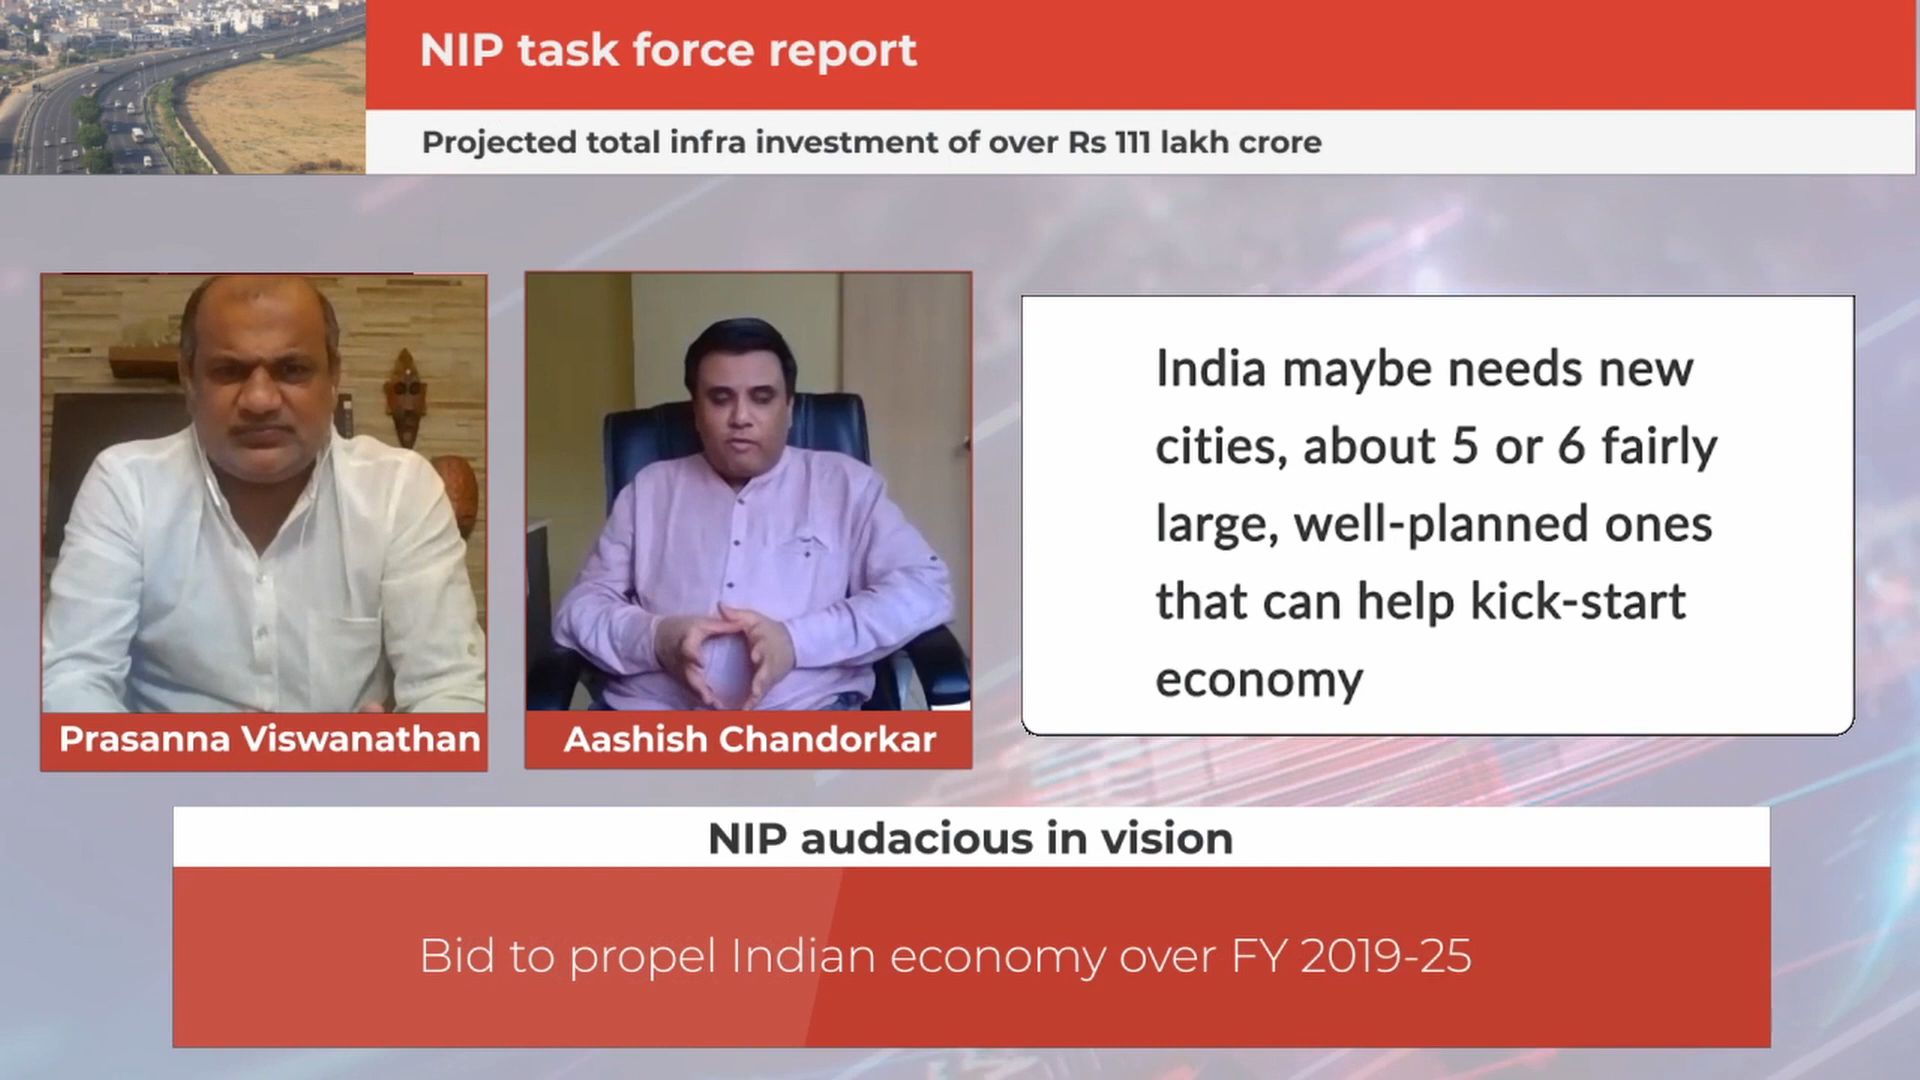 NIP task force report
Projected total infra investment of over Rs 111 lakh crore
Prasanna Viswanathan
Aashish Chandorkar
India maybe needs new
cities, about 5 or 6 fairly
large, well-planned ones
that can help kick-start
economy
NIP audacious in vision
Bid to propel Indian economy over FY 2019-25